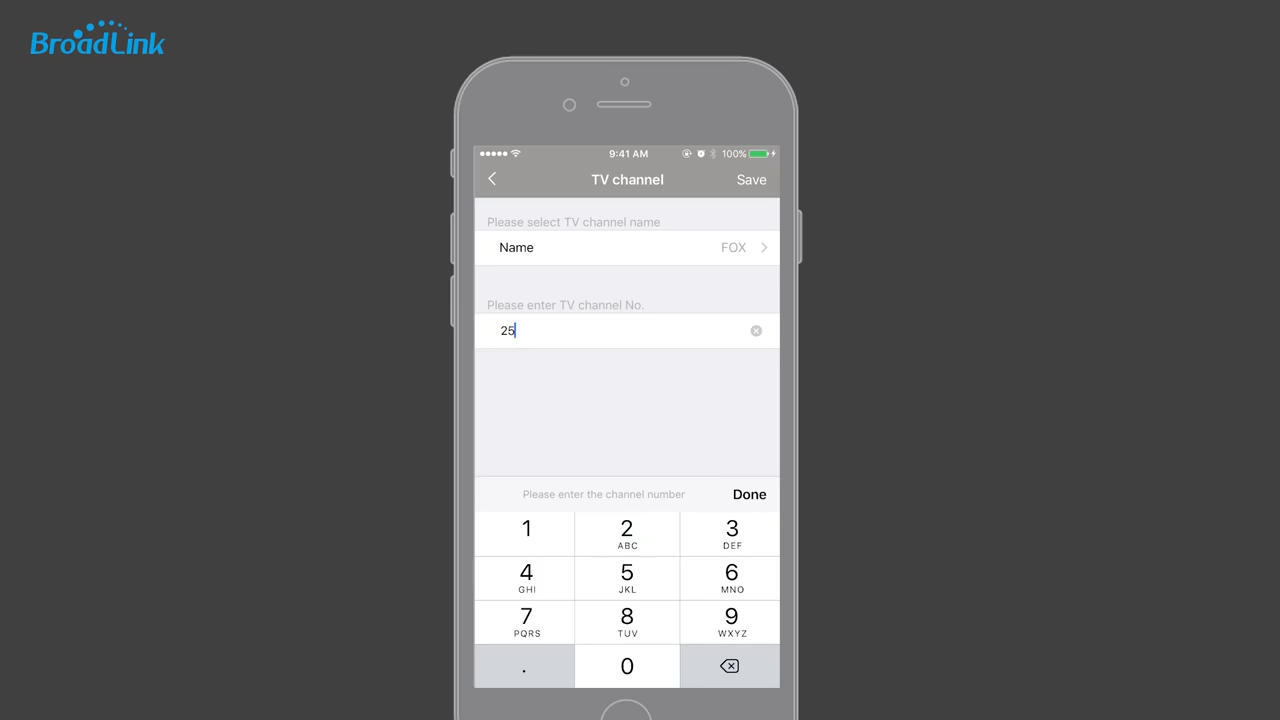 BroadLink
9:41 AM 100%
TV channel Save
Please select TV channel name
Name FOX
Please enter TV channel No.
25
Please enter the channel number Done
1 2 3
ABC DEF
4 5 6
GHI JKL MNO
7 8 9
PQRS TUV WXYZ
. 0